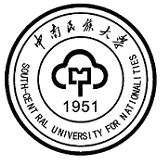 中南民族大学
SOUTH-CENTRAL UNIVERSITY FOR NATIONALITIES
1951